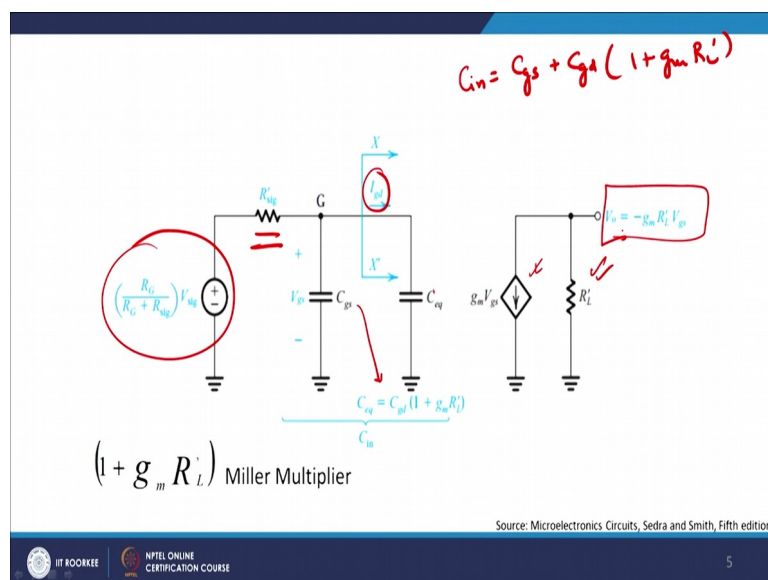 Cin = Cgs + Cgd ( 1 + gm RL' )
X
R'sig
G
Igd
Vo = -gm R'L Vgs
X'
(RG / (RG + Rsig)) Vsig
+
-
+
Vgs
-
Cgs
Ceq
gmVgs
R'L
Ceq = Cgd (1 + gmR'L)
Cin
(1 + g m R 'L) Miller Multiplier
Source: Microelectronics Circuits, Sedra and Smith, Fifth edition
IIT ROORKEE
NPTEL ONLINE
CERTIFICATION COURSE
5